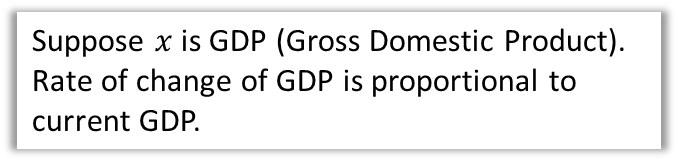 Suppose x is GDP (Gross Domestic Product).
Rate of change of GDP is proportional to
current GDP.